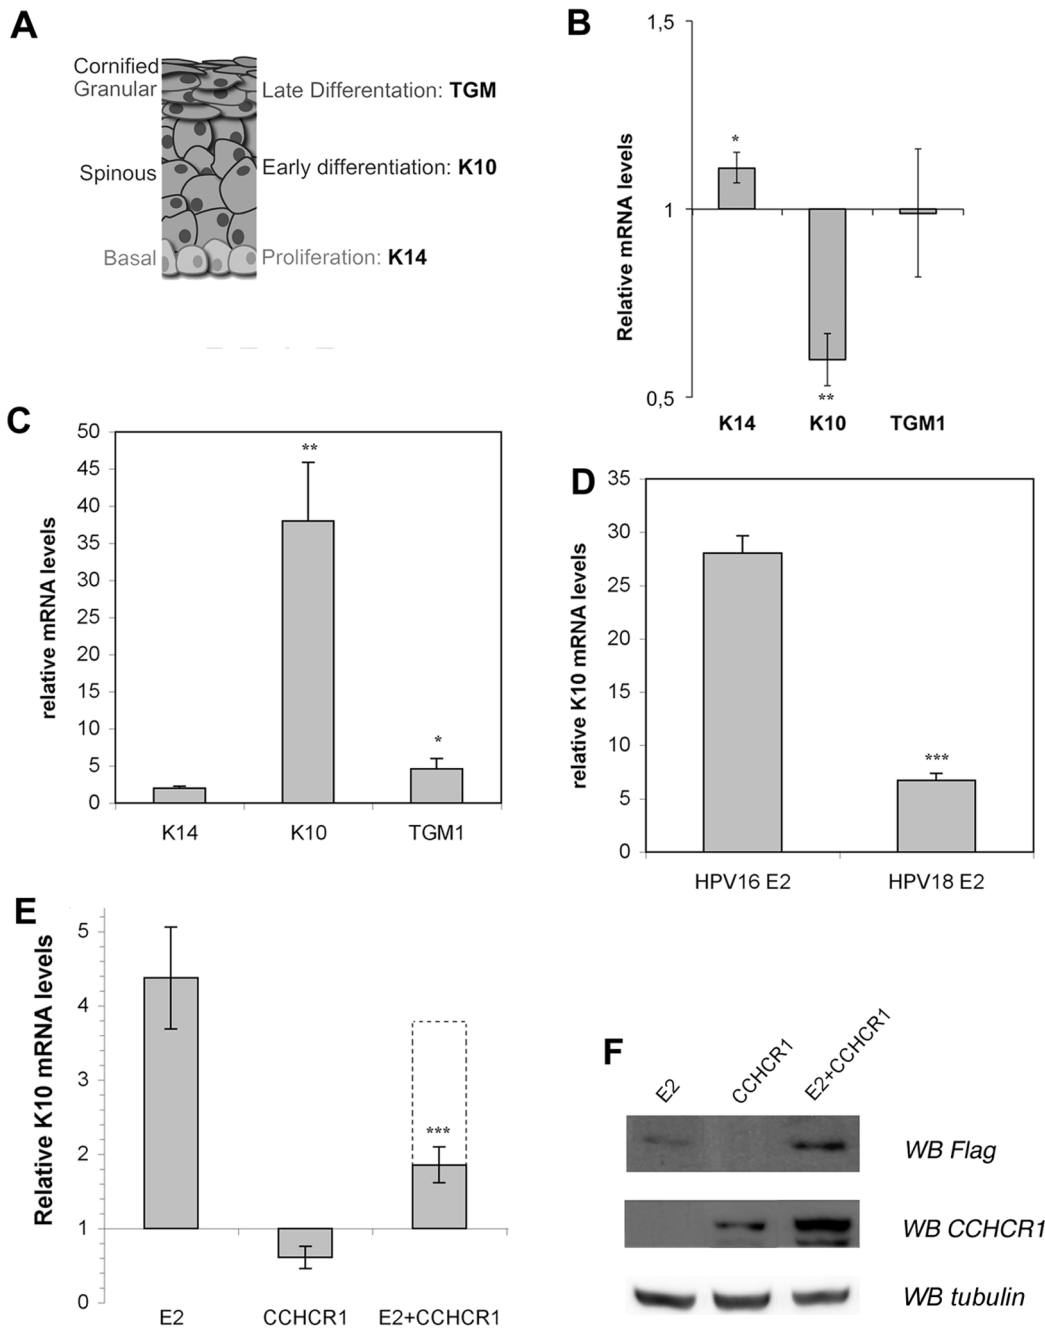 A
Cornified
Granular
Late Differentation: TGM
Spinous
Early differentiation: K10
Basal
Proliferation: K14
B
Relative mRNA levels
1,5
1
0,5
*
**
K14 K10 TGM1
C
relative mRNA levels
50
45
40
35
30
25
20
15
10
5
0
**
*
K14 K10 TGM1
D
relative K10 mRNA levels
35
30
25
20
15
10
5
0
***
HPV16 E2 HPV18 E2
E
Relative K10 mRNA levels
5
4
3
2
1
0
***
E2 CCHCR1 E2+CCHCR1
F
E2 CCHCR1 E2+CCHCR1
WB Flag
WB CCHCR1
WB tubulin